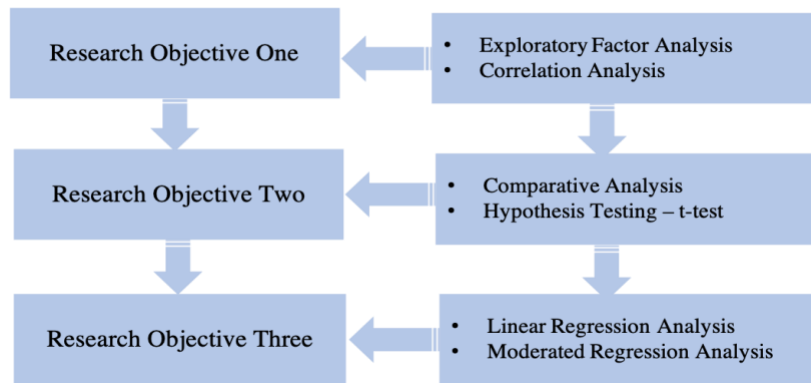 Research Objective One
• Exploratory Factor Analysis
• Correlation Analysis
Research Objective Two
• Comparative Analysis
• Hypothesis Testing – t-test
Research Objective Three
• Linear Regression Analysis
• Moderated Regression Analysis